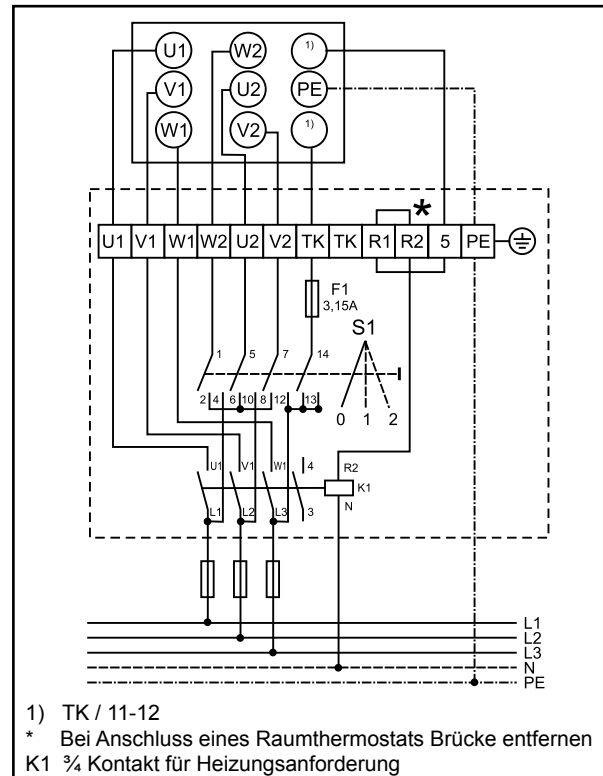 U1 W2 1)
V1 U2 PE
W1 V2 1)
*
U1 V1 W1 W2 U2 V2 TK TK R1 R2 5 PE
F1
3,15A
S1
1 5 7 14
2 4 6 10 8 12 13
0 1 2
U1 V1 W1 4 R2
K1
L1 L2 L3 3 N
L1
L2
L3
N
PE
1) TK / 11-12
* Bei Anschluss eines Raumthermostats Brücke entfernen
K1 ¾ Kontakt für Heizungsanforderung